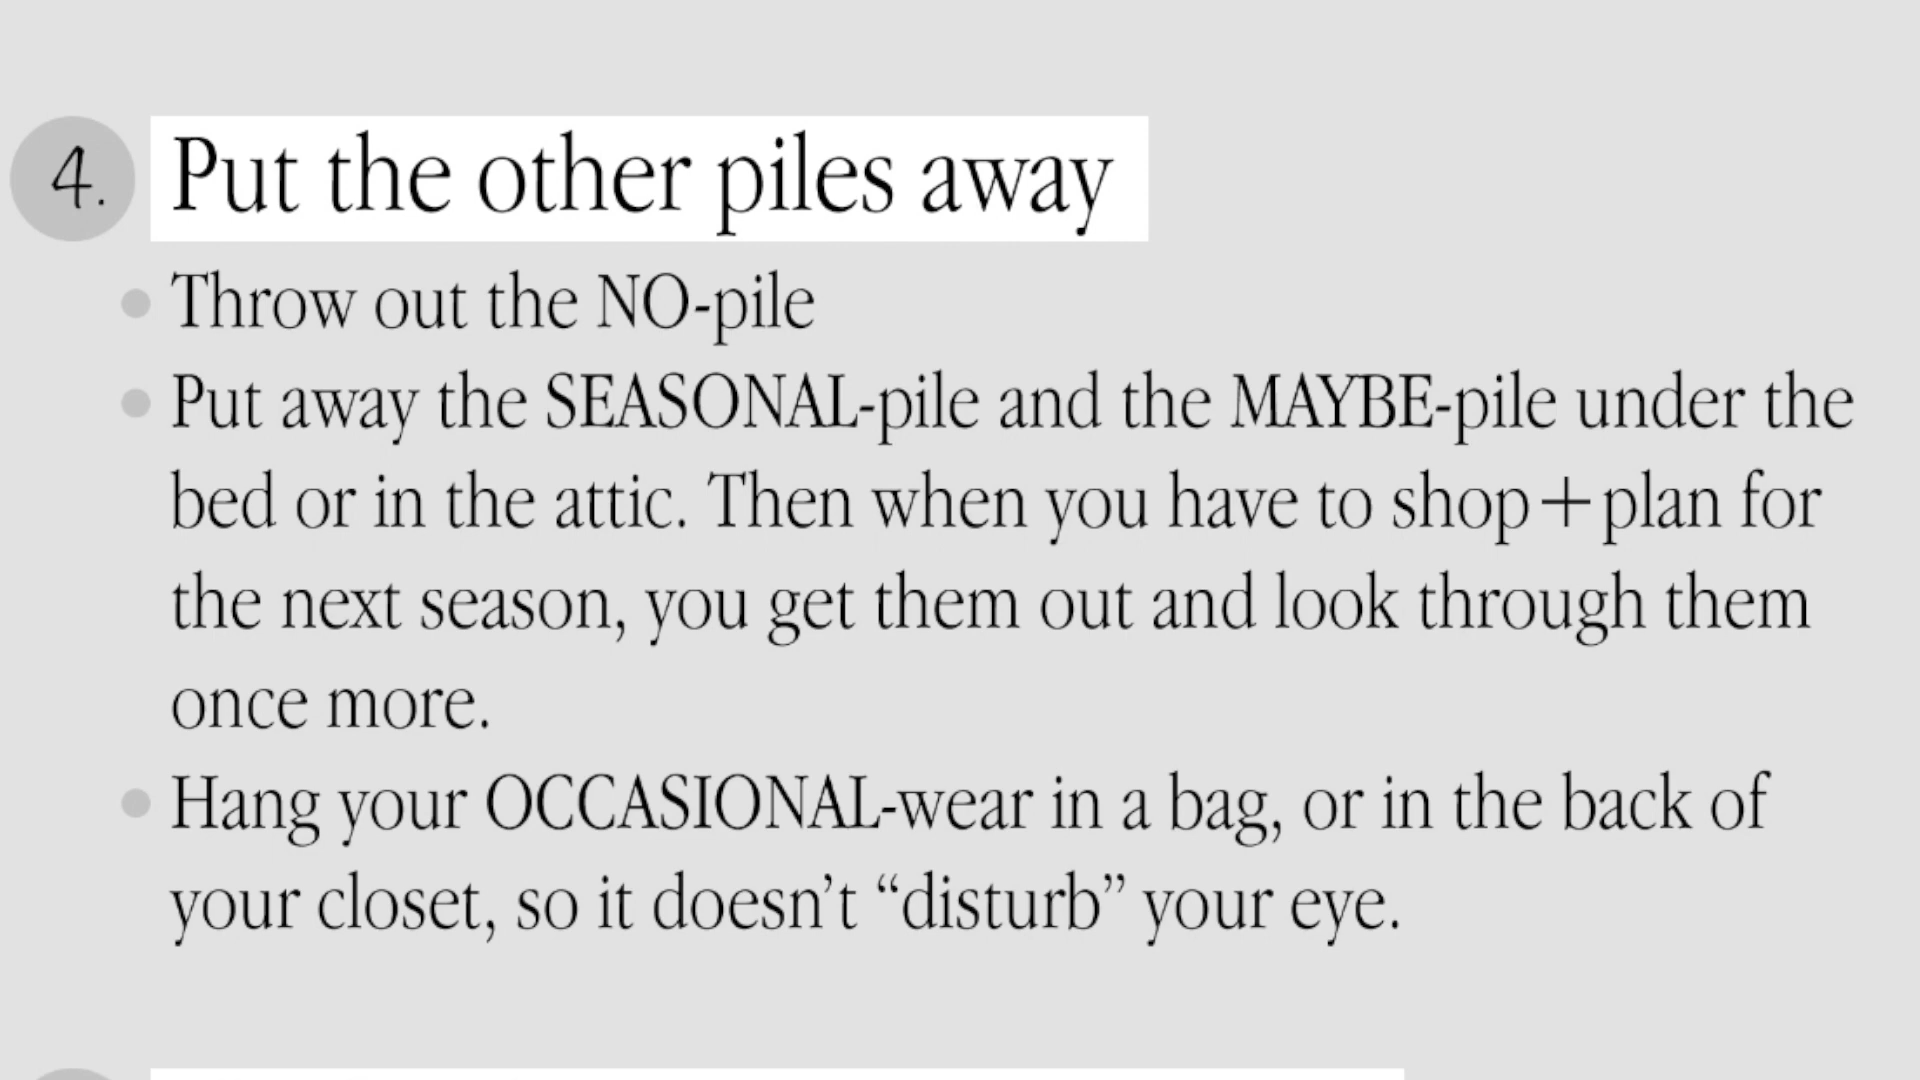 4. Put the other piles away
Throw out the NO-pile
Put away the SEASONAL-pile and the MAYBE-pile under the
bed or in the attic. Then when you have to shop+plan for
the next season, you get them out and look through them
once more.
Hang your OCCASIONAL-wear in a bag, or in the back of
your closet, so it doesn’t “disturb” your eye.